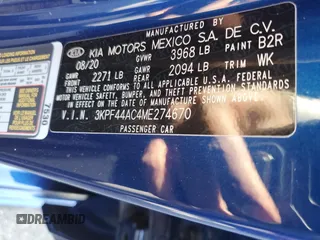 KIA KIA MOTORS MEXICO S.A. DE C.V.
08/20 GVWR 3968 LB PAINT B2R
GAWR FRONT 2271 LB GAWR REAR 2094 LB TRIM WK
THIS VEHICLE CONFORMS TO ALL APPLICABLE FEDERAL
MOTOR VEHICLE SAFETY, BUMPER, AND THEFT PREVENTION
STANDARDS IN EFFECT ON THE DATE OF MANUFACTURE SHOWN ABOVE.
V.I.N. 3KPF44AC4ME274670
PASSENGER CAR
7530
DREAMBID